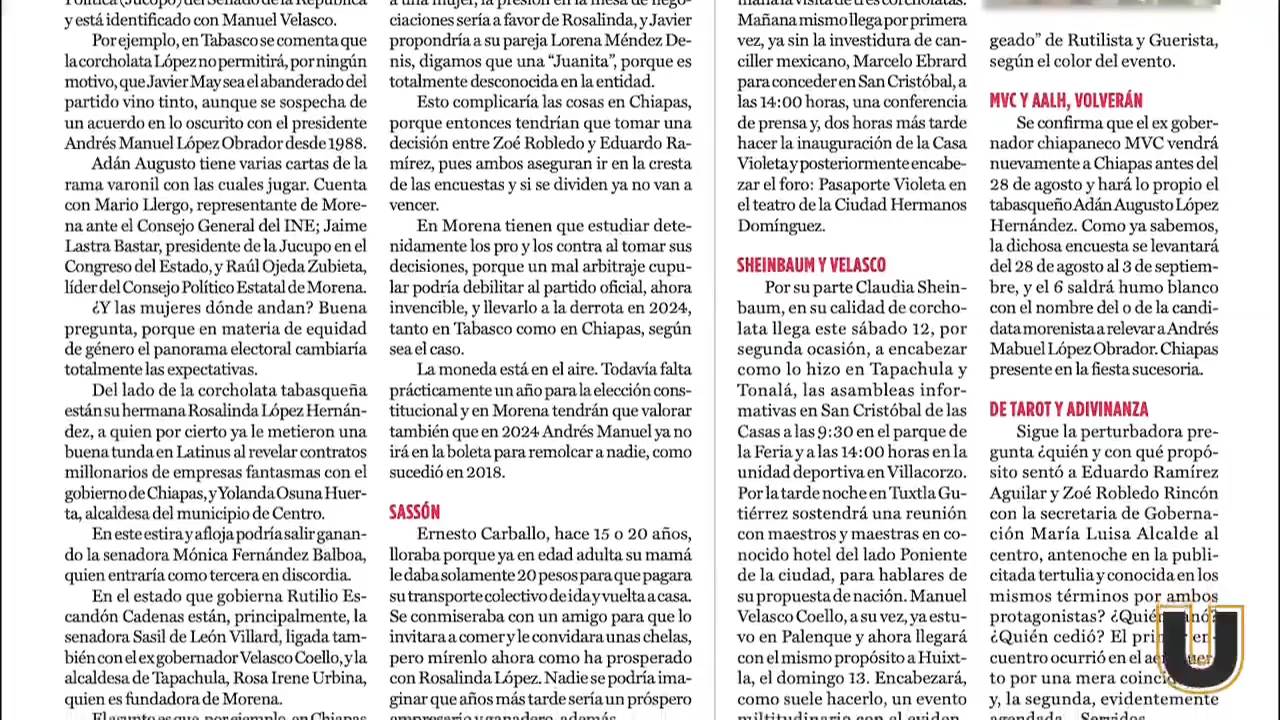 Política (Jucopo) del Senado de la República
y está identificado con Manuel Velasco.
Por ejemplo, en Tabasco se comenta que
la corcholata López no permitirá, por ningún
motivo, que Javier May sea el abanderado del
partido vino tinto, aunque se sospecha de
un acuerdo en lo oscurito con el presidente
Andrés Manuel López Obrador desde 1988.
Adán Augusto tiene varias cartas de la
rama varonil con las cuales jugar. Cuenta
con Mario Llergo, representante de More-
na ante el Consejo General del INE; Jaime
Lastra Bastar, presidente de la Jucupo en el
Congreso del Estado, y Raúl Ojeda Zubieta,
líder del Consejo Político Estatal de Morena.
¿Y las mujeres dónde andan? Buena
pregunta, porque en materia de equidad
de género el panorama electoral cambiaría
totalmente las expectativas.
Del lado de la corcholata tabasqueña
están su hermana Rosalinda López Hernán-
dez, a quien por cierto ya le metieron una
buena tunda en Latinus al revelar contratos
millonarios de empresas fantasmas con el
gobierno de Chiapas, y Yolanda Osuna Huer-
ta, alcaldesa del municipio de Centro.
En este estira y afloja podría salir ganan-
do la senadora Mónica Fernández Balboa,
quien entraría como tercera en discordia.
En el estado que gobierna Rutilio Es-
candón Cadenas están, principalmente, la
senadora Sasil de León Villard, ligada tam-
bién con el ex gobernador Velasco Coello, y la
alcaldesa de Tapachula, Rosa Irene Urbina,
quien es fundadora de Morena.
El asunto es que, por ejemplo, en Chiapas
a una mujer, la presión en la mesa de nego-
ciaciones sería a favor de Rosalinda, y Javier
propondría a su pareja Lorena Méndez De-
nis, digamos que una “Juanita”, porque es
totalmente desconocida en la entidad.
Esto complicaría las cosas en Chiapas,
porque entonces tendrían que tomar una
decisión entre Zoé Robledo y Eduardo Ra-
mírez, pues ambos aseguran ir en la cresta
de las encuestas y si se dividen ya no van a
vencer.
En Morena tienen que estudiar dete-
nidamente los pro y los contra al tomar sus
decisiones, porque un mal arbitraje cupu-
lar podría debilitar al partido oficial, ahora
invencible, y llevarlo a la derrota en 2024,
tanto en Tabasco como en Chiapas, según
sea el caso.
La moneda está en el aire. Todavía falta
prácticamente un año para la elección cons-
titucional y en Morena tendrán que valorar
también que en 2024 Andrés Manuel ya no
irá en la boleta para remolcar a nadie, como
sucedió en 2018.
SASSÓN
Ernesto Carballo, hace 15 o 20 años,
lloraba porque ya en edad adulta su mamá
le daba solamente 20 pesos para que pagara
su transporte colectivo de ida y vuelta a casa.
Se conmiseraba con un amigo para que lo
invitara a comer y le convidara unas chelas,
pero mírenlo ahora como ha prosperado
con Rosalinda López. Nadie se podría ima-
ginar que años más tarde sería un próspero
empresario y ganadero, además
mañana la visita de tres corcholatas.
Mañana mismo llega por primera
vez, ya sin la investidura de can-
ciller mexicano, Marcelo Ebrard
para conceder en San Cristóbal, a
las 14:00 horas, una conferencia
de prensa y, dos horas más tarde
hacer la inauguración de la Casa
Violeta y posteriormente encabe-
zar el foro: Pasaporte Violeta en
el teatro de la Ciudad Hermanos
Domínguez.
SHEINBAUM Y VELASCO
Por su parte Claudia Shein-
baum, en su calidad de corcho-
lata llega este sábado 12, por
segunda ocasión, a encabezar
como lo hizo en Tapachula y
Tonalá, las asambleas infor-
mativas en San Cristóbal de las
Casas a las 9:30 en el parque de
la Feria y a las 14:00 horas en la
unidad deportiva en Villacorzo.
Por la tarde noche en Tuxtla Gu-
tiérrez sostendrá una reunión
con maestros y maestras en co-
nocido hotel del lado Poniente
de la ciudad, para hablares de
su propuesta de nación. Manuel
Velasco Coello, a su vez, ya estu-
vo en Palenque y ahora llegará
con el mismo propósito a Huixt-
la, el domingo 13. Encabezará,
como suele hacerlo, un evento
multitudinario con el eviden-
geado” de Rutilista y Guerista,
según el color del evento.
MVC Y AALH, VOLVERÁN
Se confirma que el ex gober-
nador chiapaneco MVC vendrá
nuevamente a Chiapas antes del
28 de agosto y hará lo propio el
tabasqueño Adán Augusto López
Hernández. Como ya sabemos,
la dichosa encuesta se levantará
del 28 de agosto al 3 de septiem-
bre, y el 6 saldrá humo blanco
con el nombre del o de la candi-
data morenista a relevar a Andrés
Mabuel López Obrador. Chiapas
presente en la fiesta sucesoria.
DE TAROT Y ADIVINANZA
Sigue la perturbadora pre-
gunta ¿quién y con qué propó-
sito sentó a Eduardo Ramírez
Aguilar y Zoé Robledo Rincón
con la secretaria de Goberna-
ción María Luisa Alcalde al
centro, antenoche en la publi-
citada tertulia y conocida en los
mismos términos por ambos
protagonistas?
¿Quién cedió? El
cuentro ocurrió en el
to por una mera
y, la segunda, evidentemente
agendada. Servidos
U